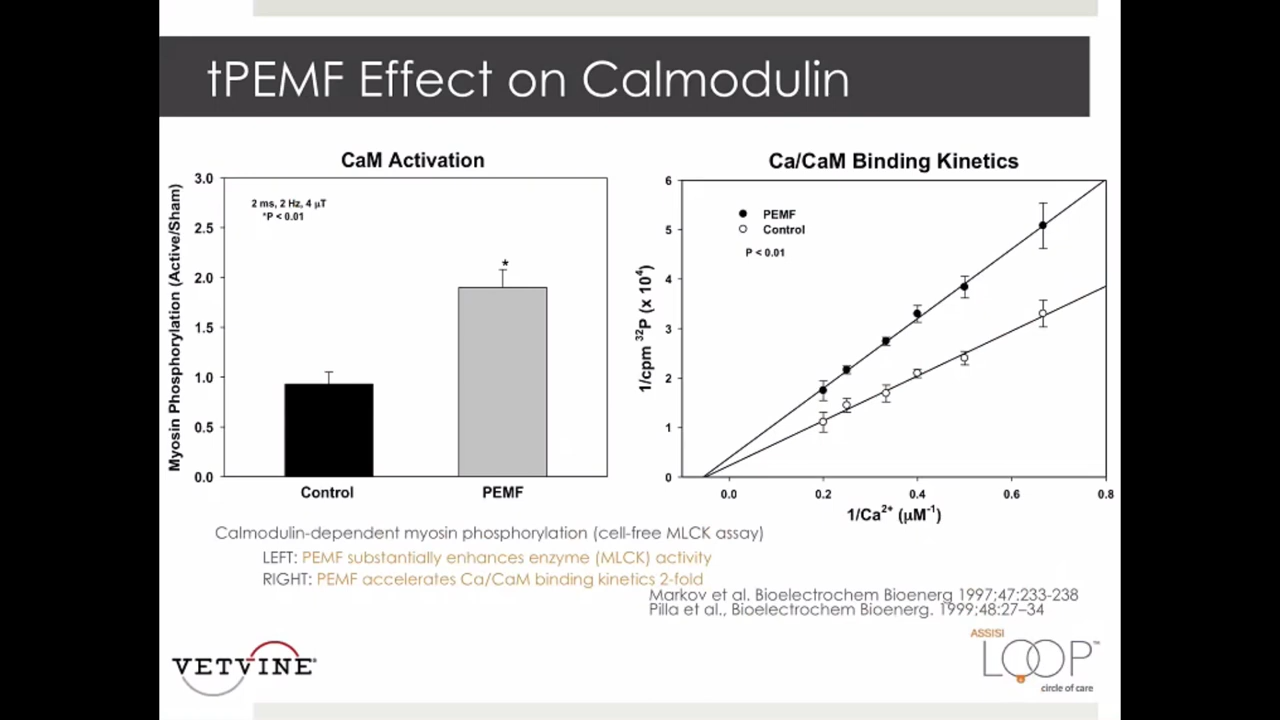 tPEMF Effect on Calmodulin
CaM Activation
Myosin Phosphorylation (Active/Sham)
3.0
2.5
2.0
1.5
1.0
0.5
0.0
2 ms, 2 Hz, 4 μT
*P < 0.01
*
Control
PEMF
Ca/CaM Binding Kinetics
1/cpm ³²P (x 10⁴)
6
5
4
3
2
1
0
PEMF
Control
P < 0.01
0.0
0.2
0.4
0.6
0.8
1/Ca²⁺ (μM⁻¹)
Calmodulin-dependent myosin phosphorylation (cell-free MLCK assay)
LEFT: PEMF substantially enhances enzyme (MLCK) activity
RIGHT: PEMF accelerates Ca/CaM binding kinetics 2-fold
Markov et al. Bioelectrochem Bioenerg 1997;47:233-238
Pilla et al., Bioelectrochem Bioenerg. 1999:48:27–34
VETVINE®
ASSISI
LOOP™
circle of care